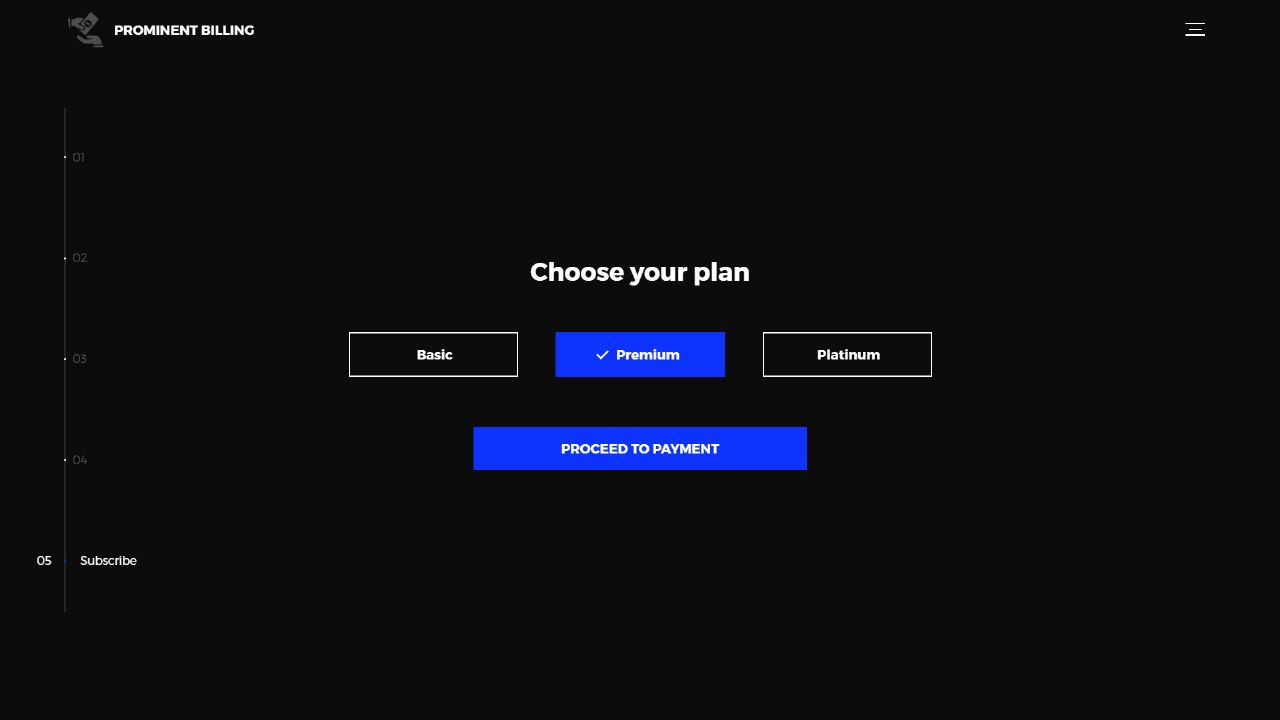 PROMINENT BILLING
01
02
Choose your plan
Basic
Premium
Platinum
03
PROCEED TO PAYMENT
04
05 Subscribe